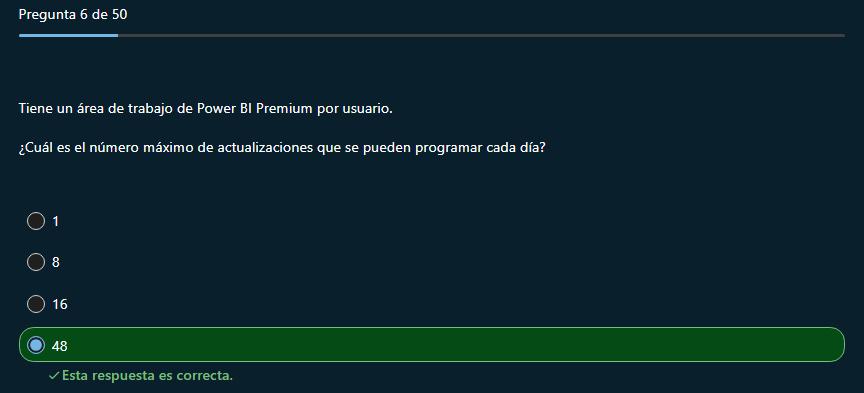 Pregunta 6 de 50
Tiene un área de trabajo de Power BI Premium por usuario.
¿Cuál es el número máximo de actualizaciones que se pueden programar cada día?
1
8
16
48
Esta respuesta es correcta.